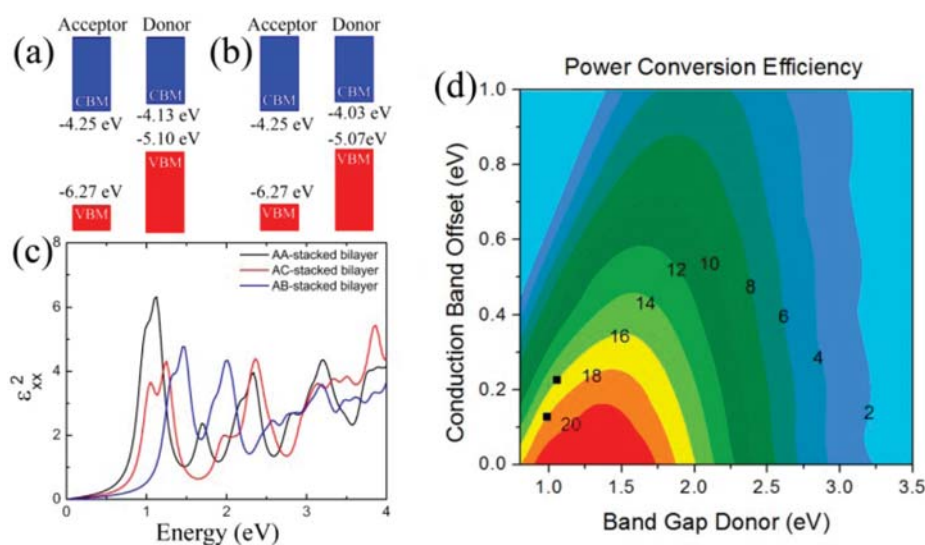 (a)
Acceptor Donor
CBM
CBM
-4.25 eV
-4.13 eV
-5.10 eV
VBM
-6.27 eV
VBM
(b)
Acceptor Donor
CBM
CBM
-4.25 eV
-4.03 eV
-5.07eV
VBM
-6.27 eV
VBM
(c)
8
6
4
2
0
ε²xx
AA-stacked bilayer
AC-stacked bilayer
AB-stacked bilayer
0 1 2 3 4
Energy (eV)
(d)
Power Conversion Efficiency
1.0
0.8
0.6
0.4
0.2
0.0
Conduction Band Offset (eV)
12 10
8
14
6
16
4
18
2
20
1.0 1.5 2.0 2.5 3.0 3.5
Band Gap Donor (eV)